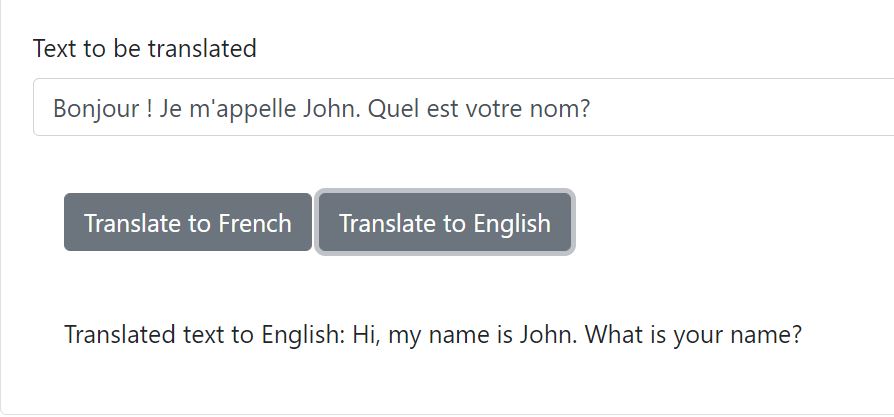 Text to be translated
Bonjour ! Je m'appelle John. Quel est votre nom?
Translate to French Translate to English
Translated text to English: Hi, my name is John. What is your name?